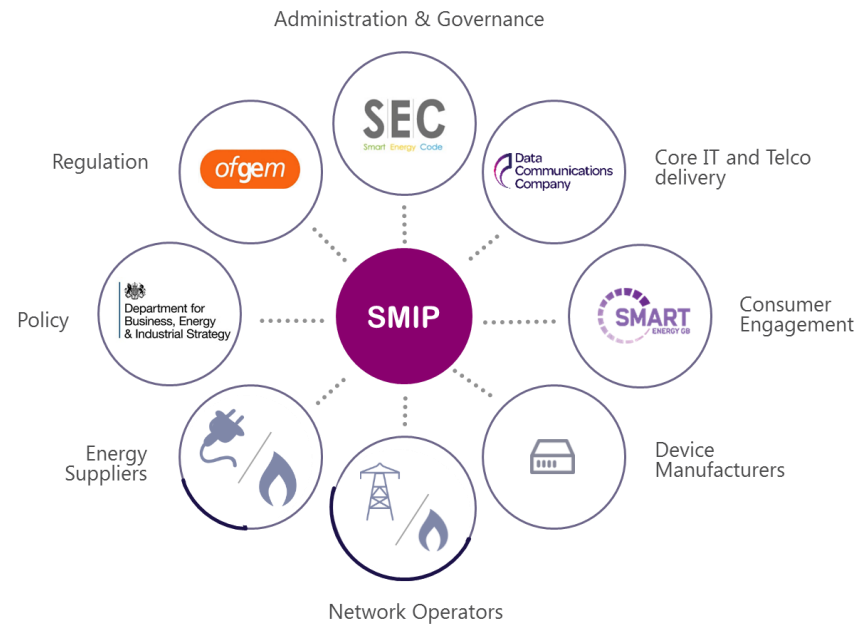 Administration & Governance
SEC
Smart Energy Code
Regulation
ofgem
Data
Communications
Company
Core IT and Telco
delivery
Policy
Department for
Business, Energy
& Industrial Strategy
SMIP
SMART
ENERGY GB
Consumer
Engagement
Energy
Suppliers
Device
Manufacturers
Network Operators